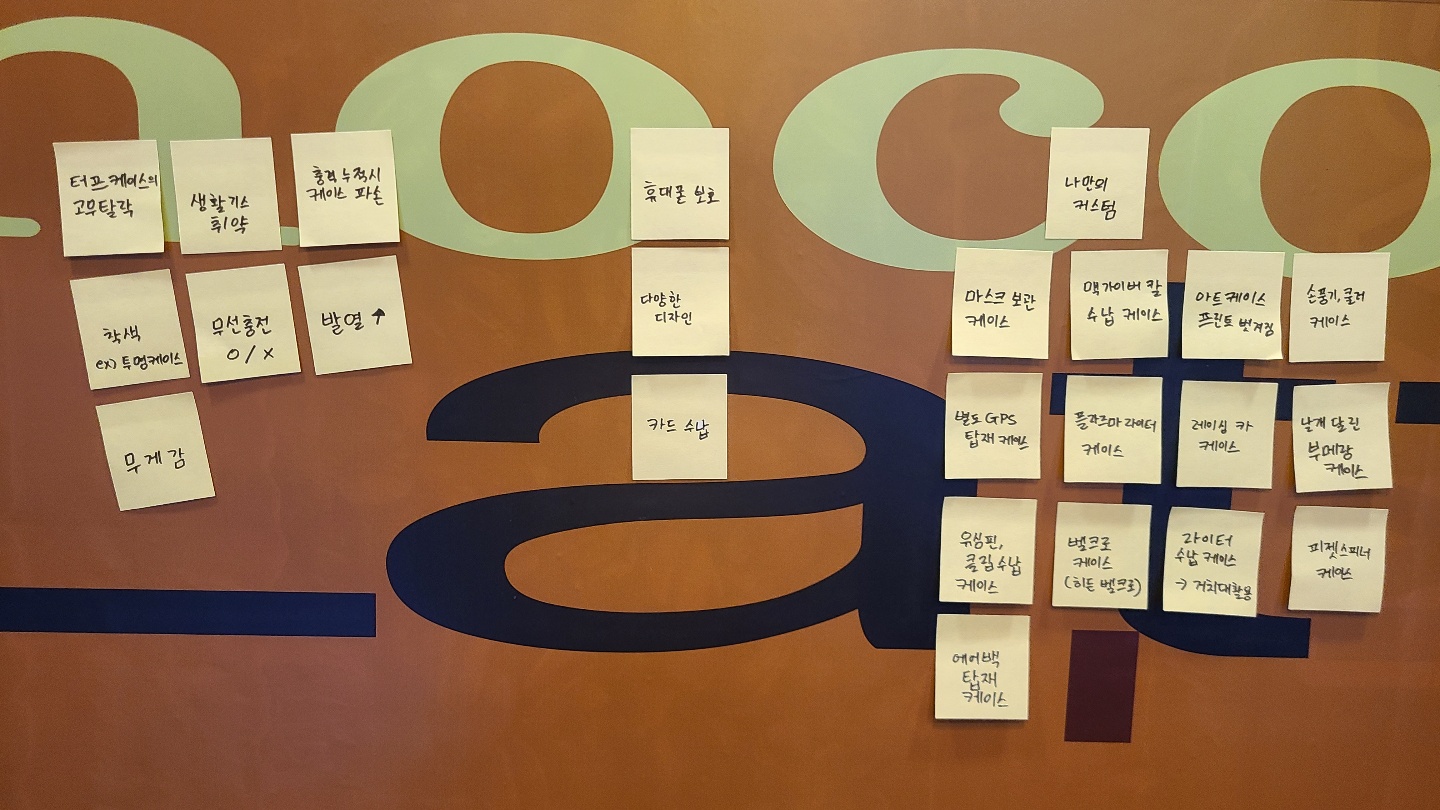 터프케이스의
고무탈락
생활기스
취약
충격 누적시
케이스 파손
착색
ex) 투명케이스
무선충전
O / X
발열 ↑
무게감
휴대폰 보호
다양한
디자인
카드 수납
나만의
커스텀
마스크 보관
케이스
맥가이버 칼
수납 케이스
아트케이스
프린트 벗겨짐
손풍기, 쿨러
케이스
별도 GPS
탑재 케이스
플라즈마 라이터
케이스
레이싱 카
케이스
날개 달린
부메랑
케이스
유심핀,
클립 수납
케이스
벨크로
케이스
(히든 벨크로)
라이터
수납 케이스
→ 거치대활용
피젯스피너
케이스
에어백
탑재
케이스